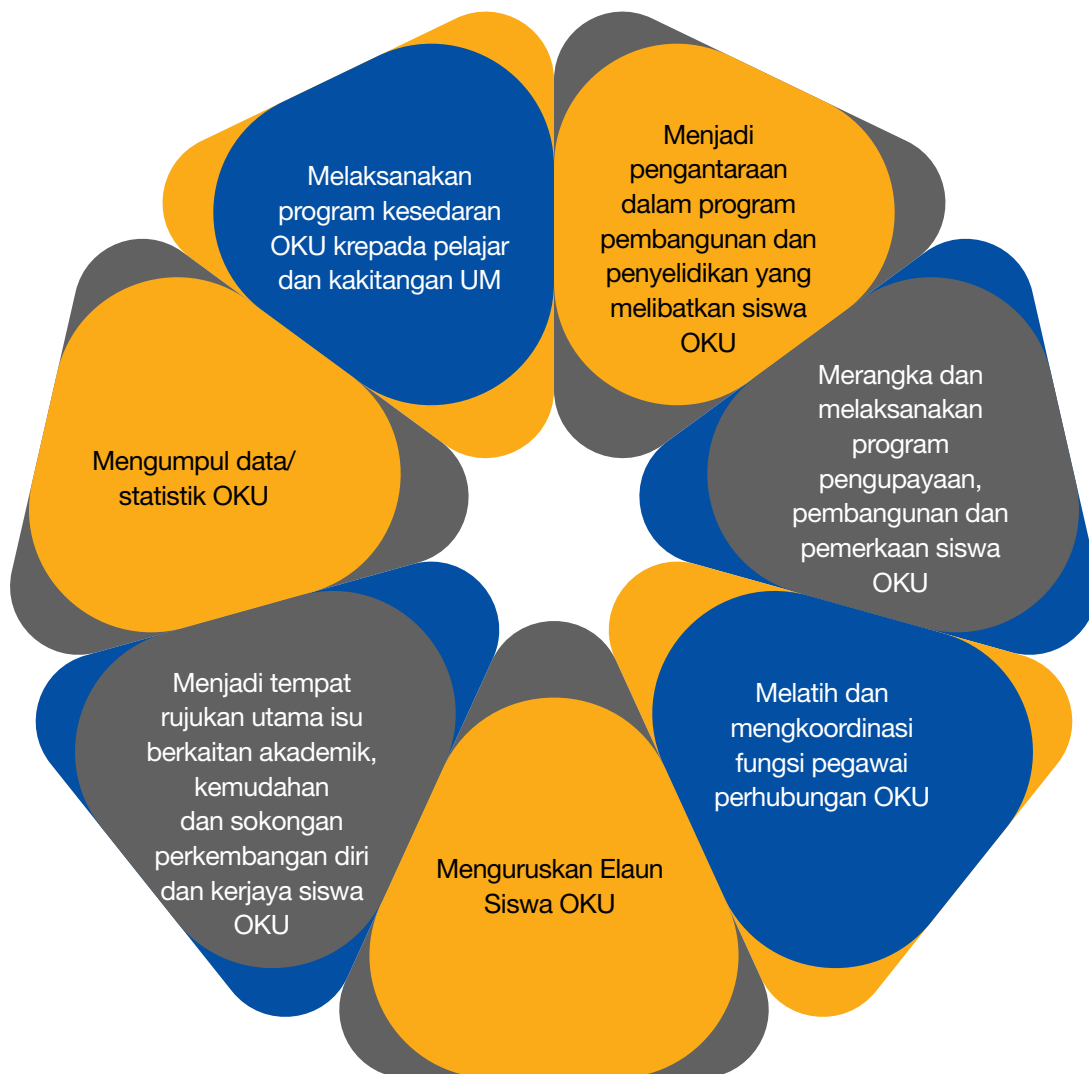 Melaksanakan
program kesedaran
OKU krepada pelajar
dan kakitangan UM
Menjadi
pengantaraan
dalam program
pembangunan dan
penyelidikan yang
melibatkan siswa
OKU
Merangka dan
melaksanakan
program
pengupayaan,
pembangunan dan
pemerkaan siswa
OKU
Melatih dan
mengkoordinasi
fungsi pegawai
perhubungan OKU
Menguruskan Elaun
Siswa OKU
Menjadi tempat
rujukan utama isu
berkaitan akademik,
kemudahan
dan sokongan
perkembangan diri
dan kerjaya siswa
OKU
Mengumpul data/
statistik OKU